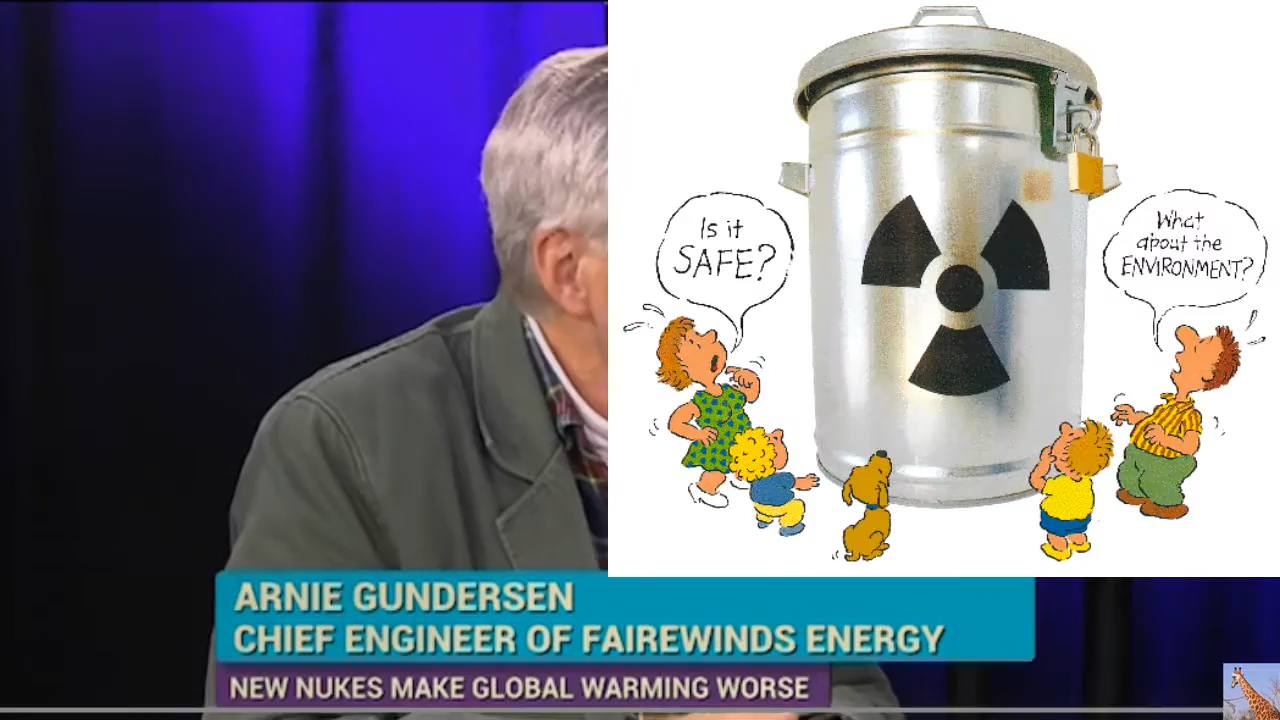 Is it
SAFE?
What
about the
ENVIRONMENT?
ARNIE GUNDERSEN
CHIEF ENGINEER OF FAIREWINDS ENERGY
NEW NUKES MAKE GLOBAL WARMING WORSE